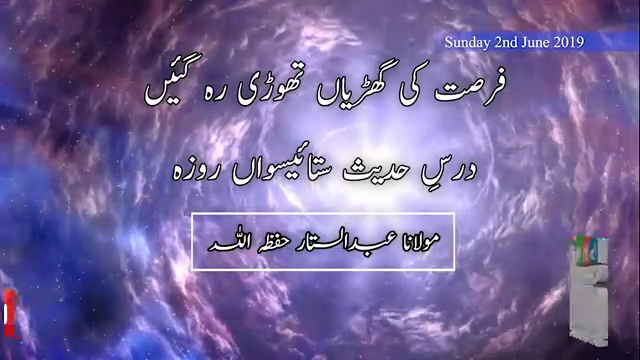 Sunday 2nd June 2019
فرصت کی گھڑیاں تھوڑی رہ گئیں
درسِ حدیث ستائیسواں روزہ
مولانا عبدالستار حفظہ اللہ